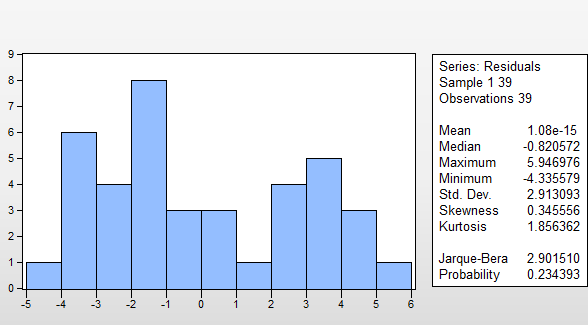 9
8
7
6
5
4
3
2
1
0
-5 -4 -3 -2 -1 0 1 2 3 4 5 6
Series: Residuals
Sample 1 39
Observations 39
Mean 1.08e-15
Median -0.820572
Maximum 5.946976
Minimum -4.335579
Std. Dev. 2.913093
Skewness 0.345556
Kurtosis 1.856362
Jarque-Bera 2.901510
Probability 0.234393